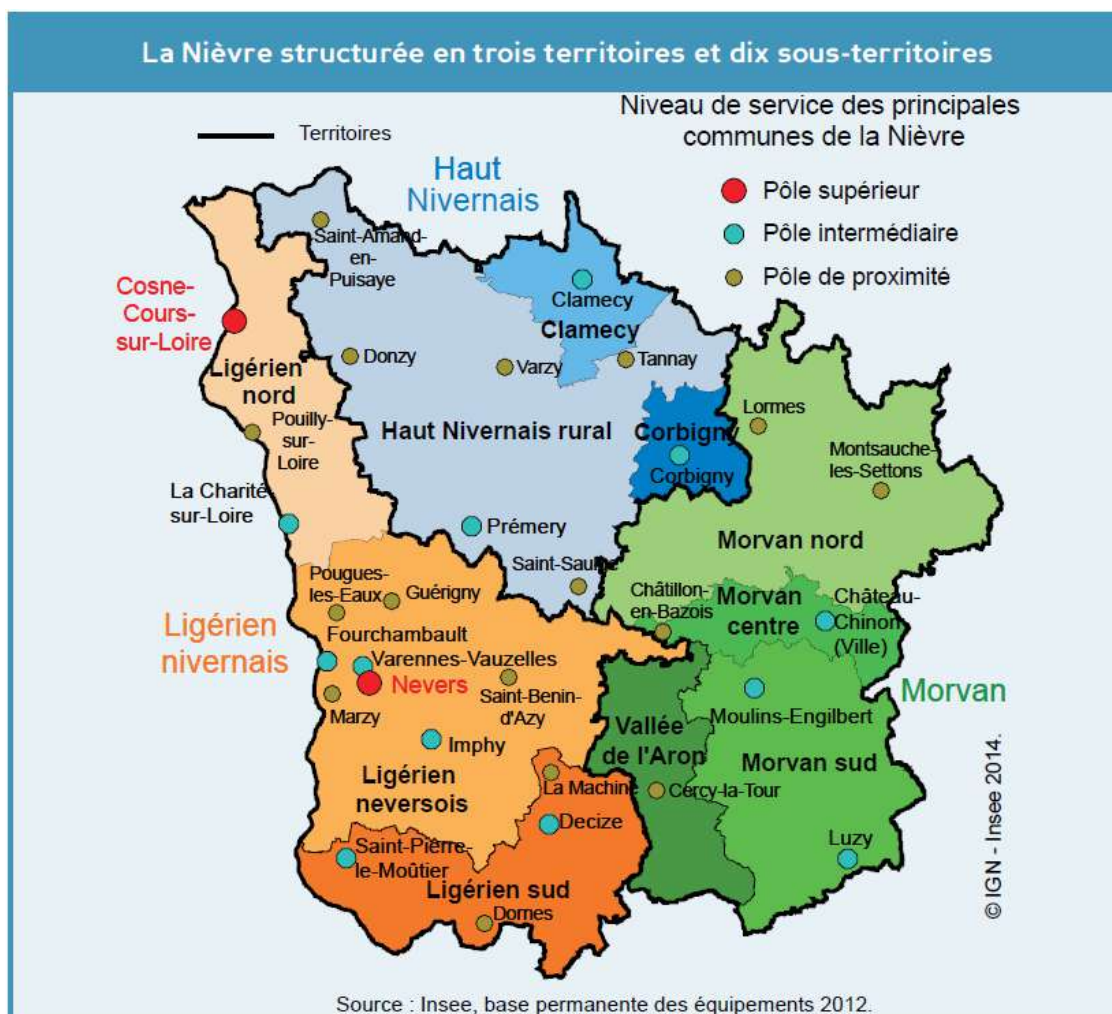 La Nièvre structurée en trois territoires et dix sous-territoires
Niveau de service des principales
communes de la Nièvre
Territoires
Pôle supérieur
Pôle intermédiaire
Pôle de proximité
Haut
Nivernais
Saint-Amand-
en-
Puisaye
Cosne-
Cours-
sur-Loire
Clamecy
Clamecy
Ligérien
nord
Donzy
Varzy
Tannay
Pouilly-
sur-
Loire
Haut Nivernais rural
Corbigny
Corbigny
Lormes
Montsauche-
les-Settons
La Charité-
sur-Loire
Prémery
Morvan nord
Saint-Saulge
Pougues-
les-Eaux
Guérigny
Châtillon-
en-Bazois
Morvan
centre
Château-
Chinon
(Ville)
Ligérien
nivernais
Fourchambault
Varennes-Vauzelles
Nevers
Marzy
Saint-Benin-
d'Azy
Morvan
Moulins-Engilbert
Imphy
Vallée
de l'Aron
Morvan sud
Ligérien
neversois
La Machine
Cercy-la-Tour
Decize
Saint-Pierre-
le-Moûtier
Luzy
Ligérien sud
Dornes
© IGN - Insee 2014.
Source : Insee, base permanente des équipements 2012.